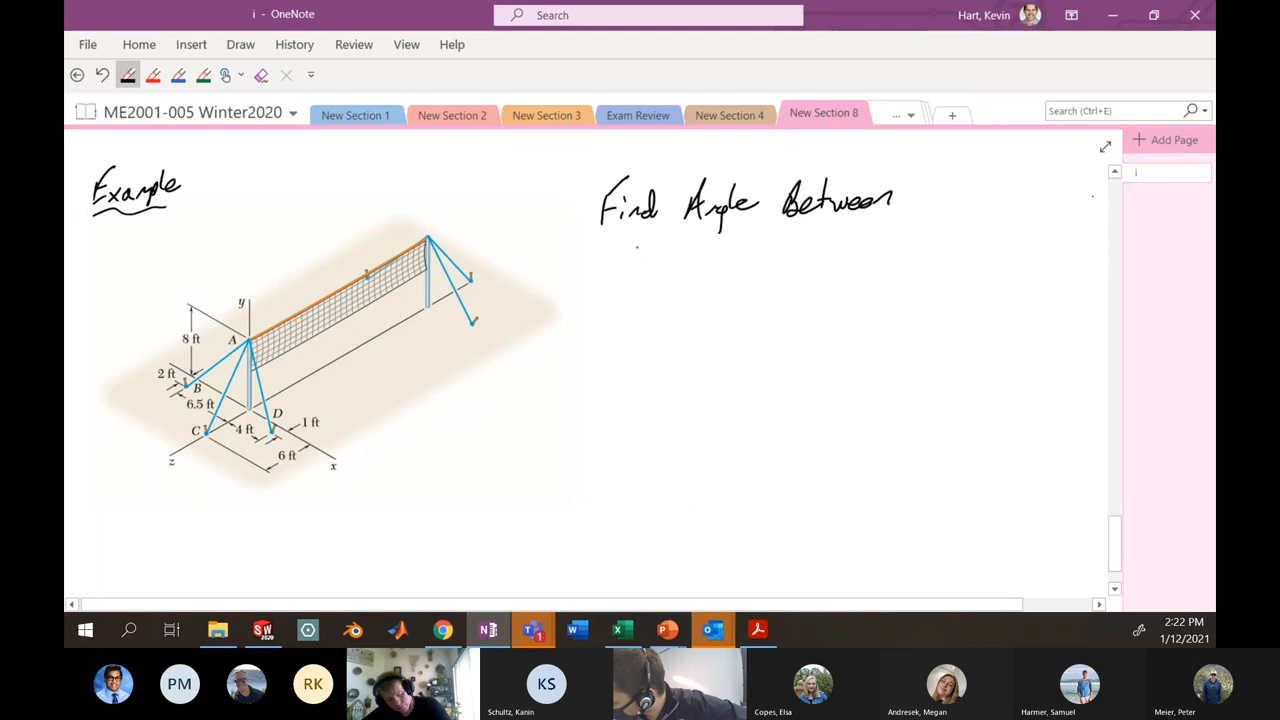 i - OneNote
Search
Hart, Kevin
File Home Insert Draw History Review View Help
ME2001-005 Winter2020
New Section 1
New Section 2
New Section 3
Exam Review
New Section 4
New Section 8
...
Search (Ctrl+E)
Add Page
i
Example
Find Angle Between
y
8 ft
A
2 ft
B
6.5 ft
D
C
4 ft
1 ft
6 ft
z
x
2:22 PM
1/12/2021
SW
2020
N
T
1
W
X
P
O
PM
RK
KS
Schultz, Kanin
Copes, Elsa
Andresek, Megan
Harmer, Samuel
Meier, Peter